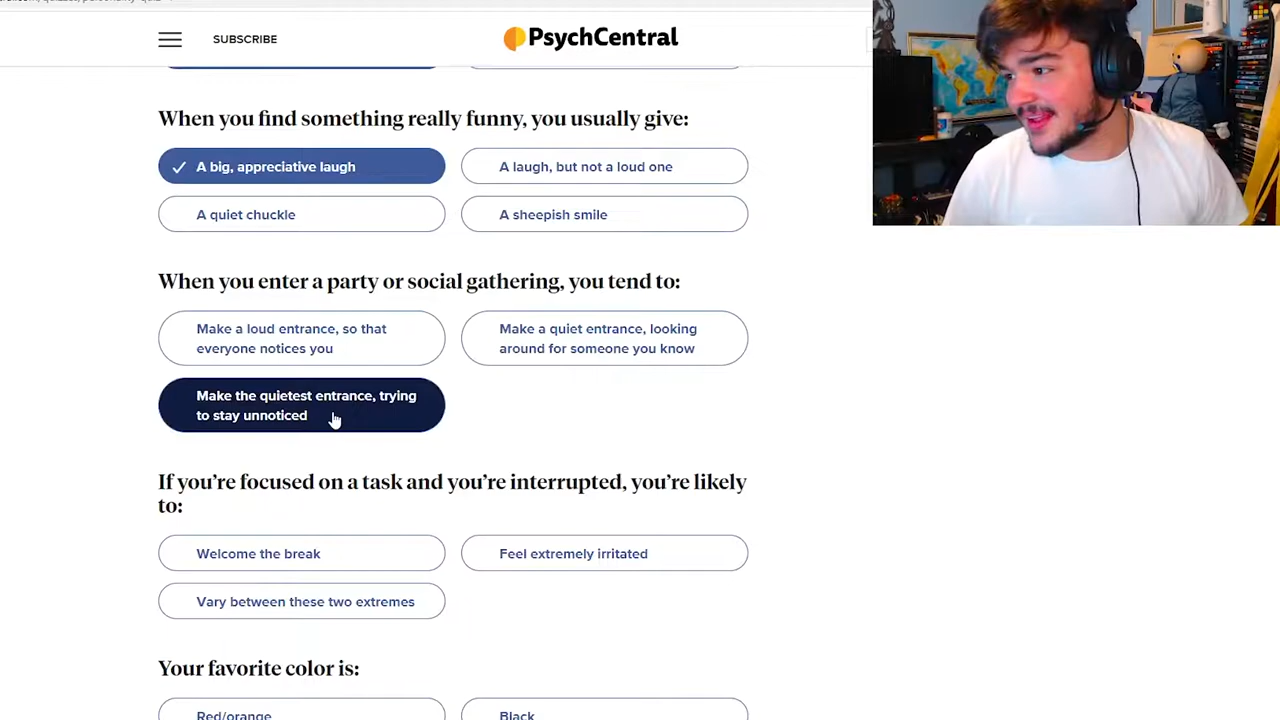 SUBSCRIBE
PsychCentral
When you find something really funny, you usually give:
A big, appreciative laugh
A laugh, but not a loud one
A quiet chuckle
A sheepish smile
When you enter a party or social gathering, you tend to:
Make a loud entrance, so that
everyone notices you
Make a quiet entrance, looking
around for someone you know
Make the quietest entrance, trying
to stay unnoticed
If you’re focused on a task and you’re interrupted, you’re likely
to:
Welcome the break
Feel extremely irritated
Vary between these two extremes
Your favorite color is:
Red/orange
Black